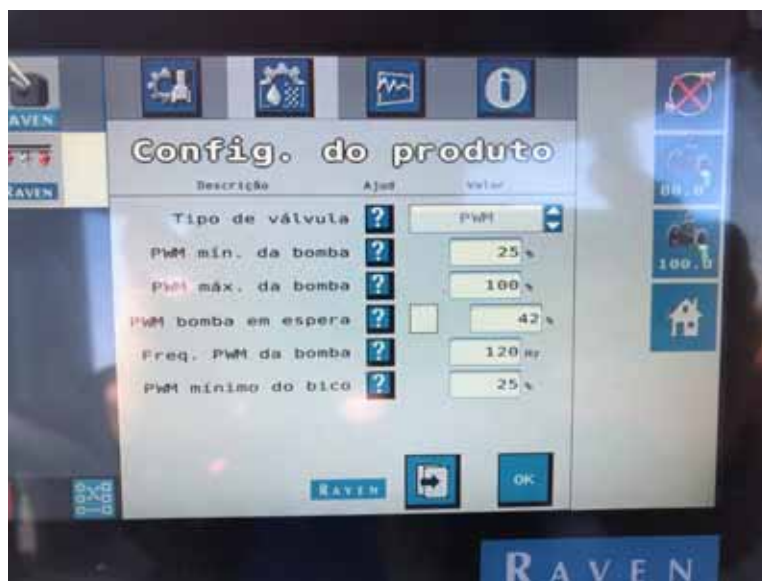 RAVEN
RAVEN
Config. do produto
Descrição Ajud Valor
Tipo de válvula ? PWM
PWM mín. da bomba ? 25 %
PWM máx. da bomba ? 100 %
PWM bomba em espera ? 42 %
Freq. PWM da bomba ? 120 Hz
PWM mínimo do bico ? 25 %
100.0
RAVEN
OK
RAVEN